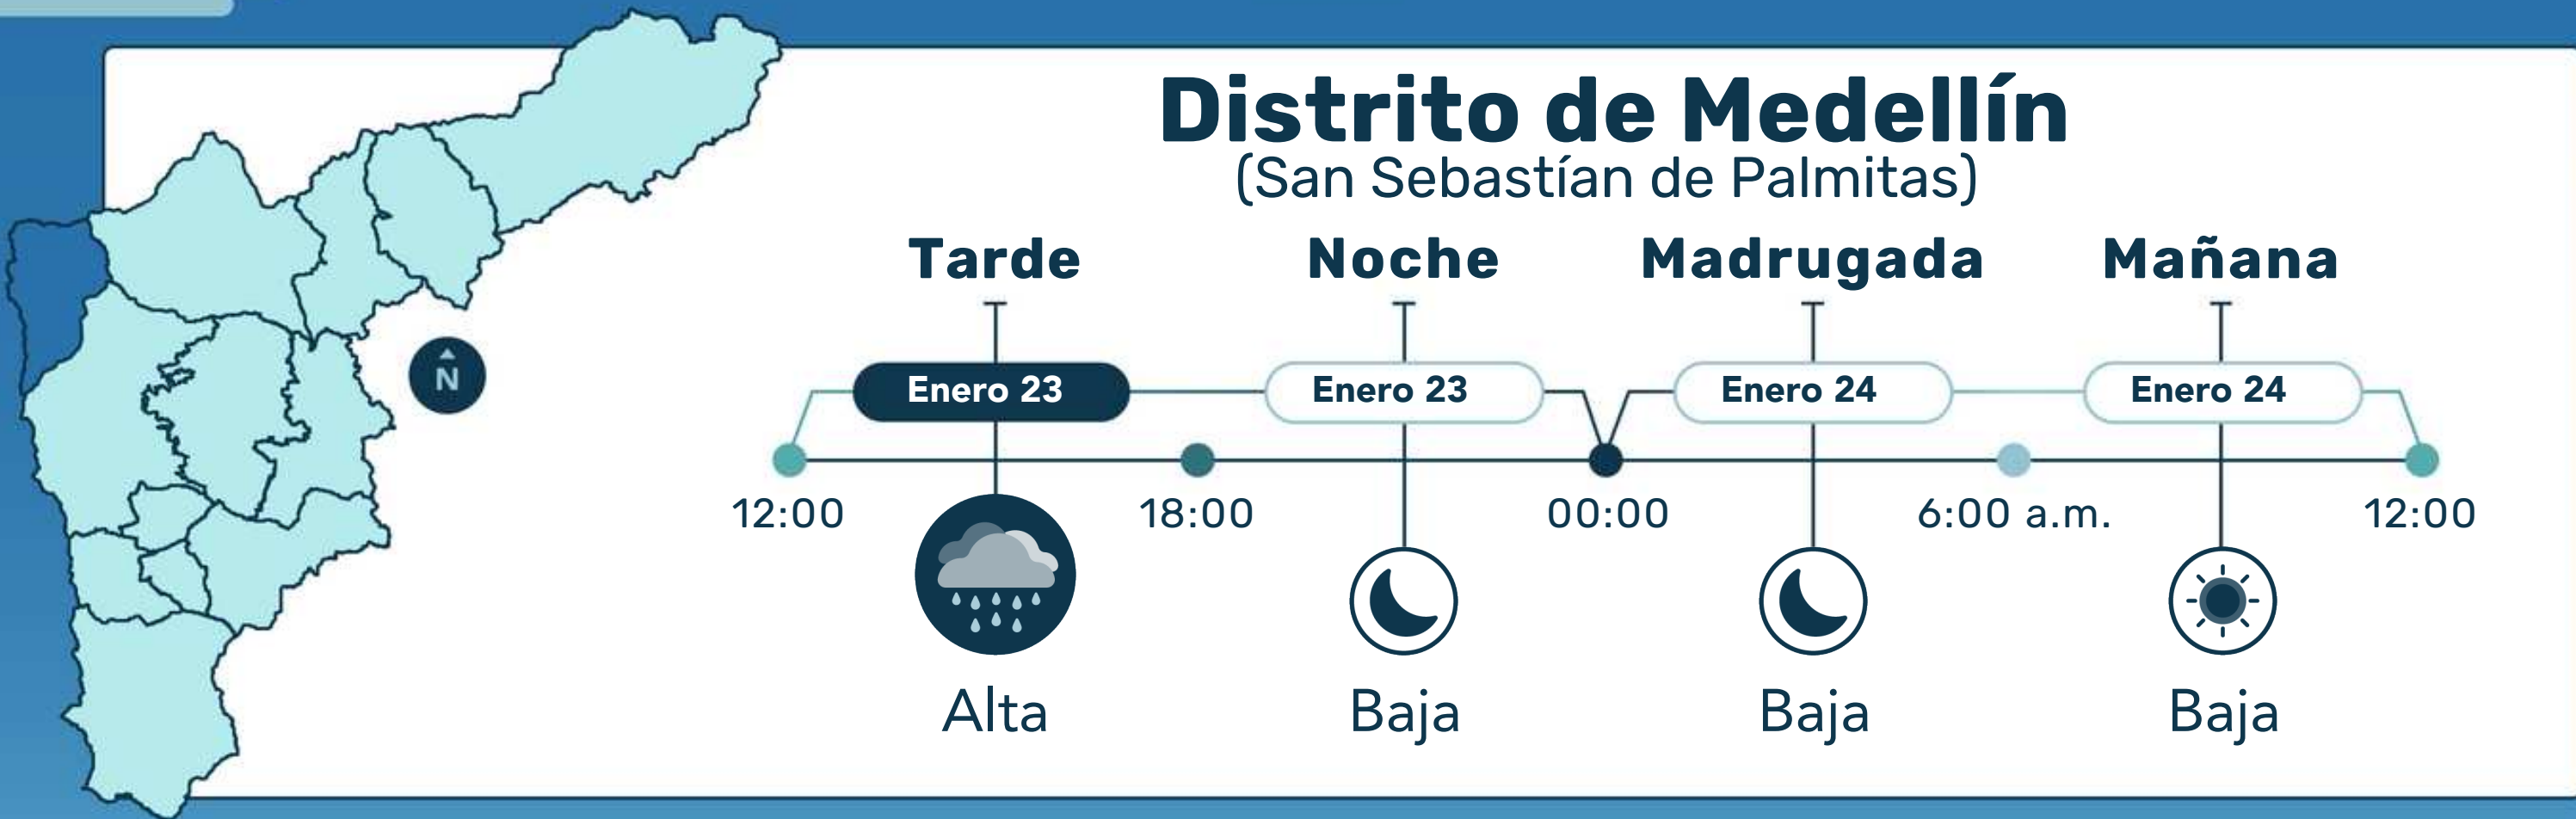 Distrito de Medellín
(San Sebastían de Palmitas)
Tarde Noche Madrugada Mañana
N
Enero 23 Enero 23 Enero 24 Enero 24
12:00 18:00 00:00 6:00 a.m. 12:00
Alta Baja Baja Baja